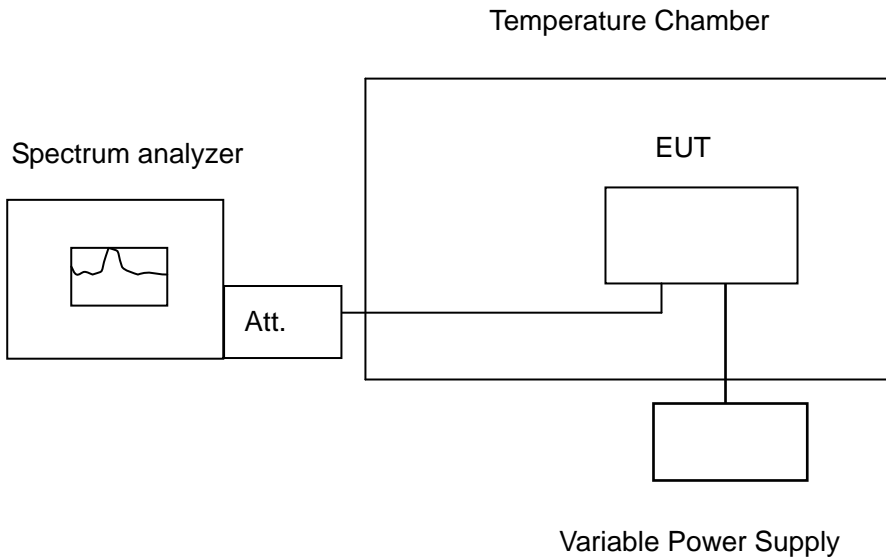 Temperature Chamber
Spectrum analyzer
EUT
Att.
Variable Power Supply